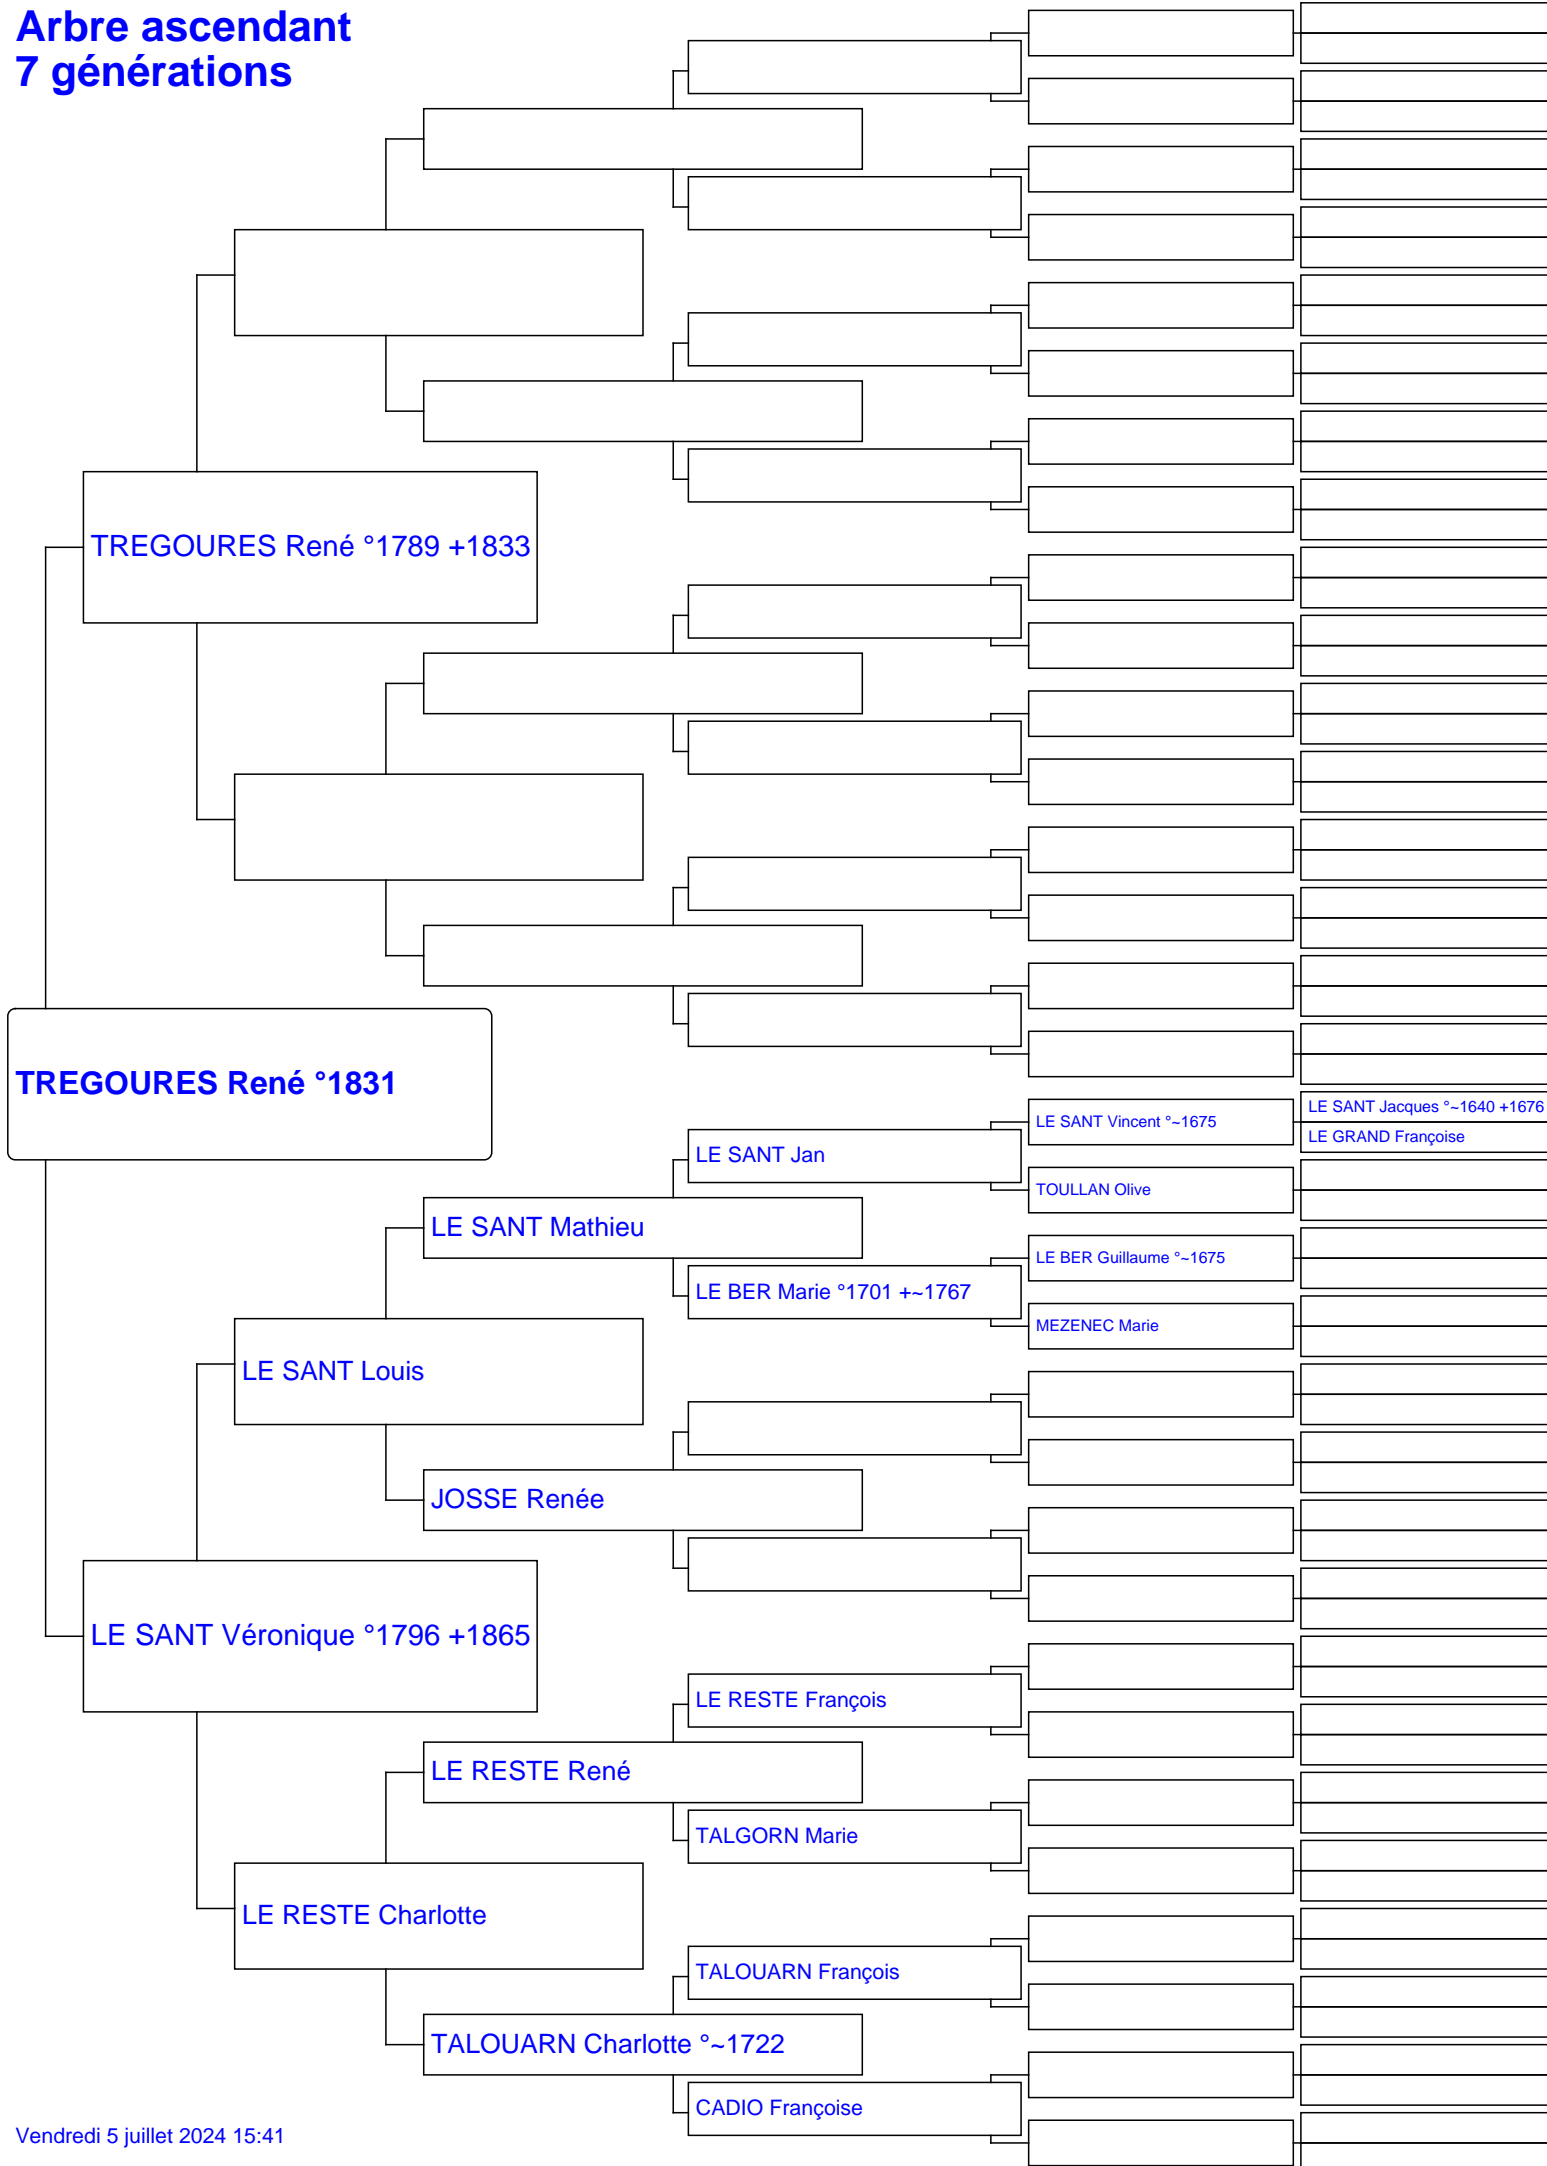 Arbre ascendant
7 générations
TREGOURES René °1789 +1833
TREGOURES René °1831
LE SANT Jacques °~1640 +1676
LE SANT Vincent °~1675
LE GRAND Françoise
LE SANT Jan
TOULLAN Olive
LE SANT Mathieu
LE BER Guillaume °~1675
LE BER Marie °1701 +~1767
MEZENEC Marie
LE SANT Louis
JOSSE Renée
LE SANT Véronique °1796 +1865
LE RESTE François
LE RESTE René
TALGORN Marie
LE RESTE Charlotte
TALOUARN François
TALOUARN Charlotte °~1722
CADIO Françoise
Vendredi 5 juillet 2024 15:41